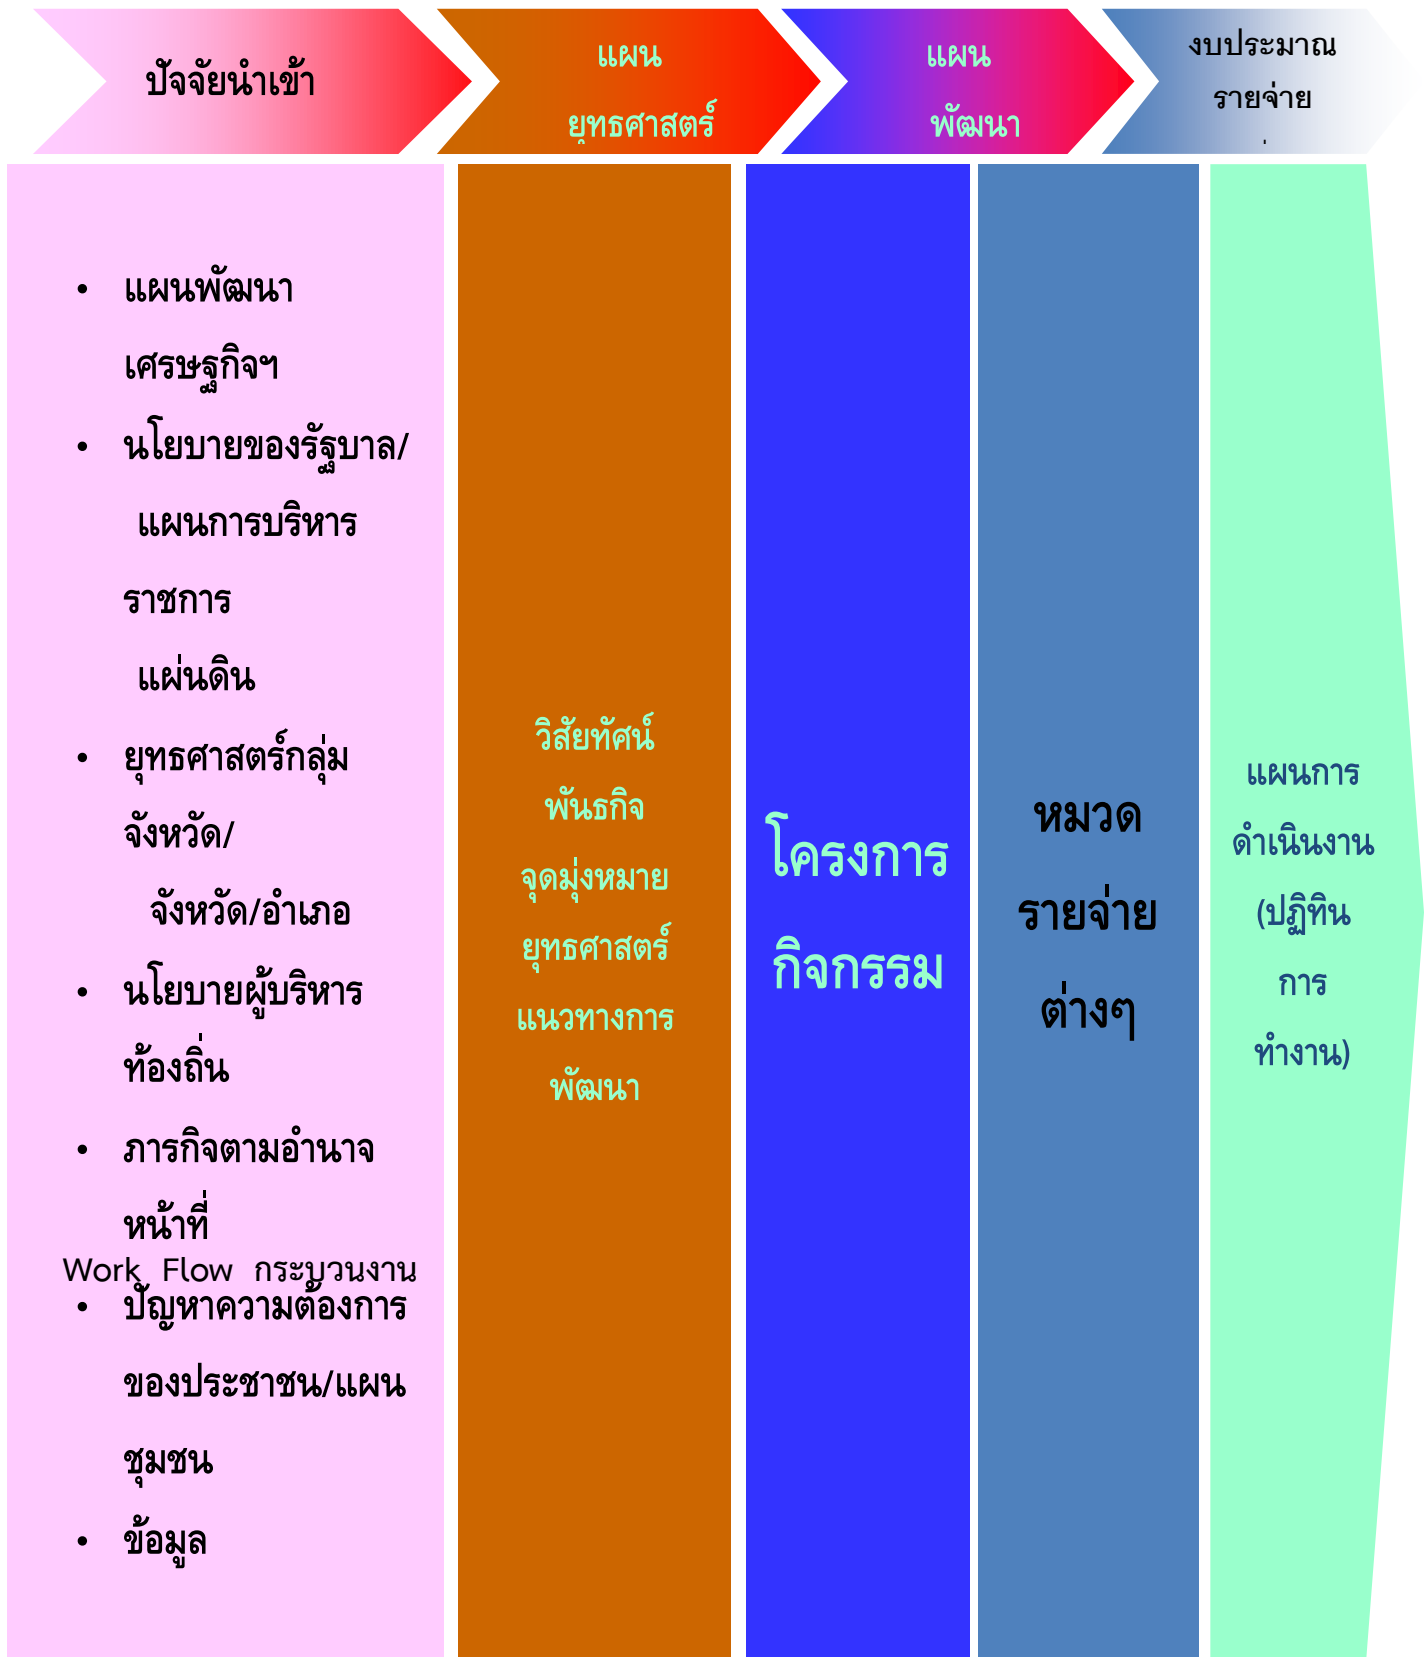 ปัจจัยนำเข้า
แผน
ยุทธศาสตร์
แผน
พัฒนา
งบประมาณ
รายจ่าย
• แผนพัฒนา
เศรษฐกิจฯ
• นโยบายของรัฐบาล/
แผนการบริหาร
ราชการ
แผ่นดิน
• ยุทธศาสตร์กลุ่ม
จังหวัด/
จังหวัด/อำเภอ
• นโยบายผู้บริหาร
ท้องถิ่น
• ภารกิจตามอำนาจ
หน้าที่
Work Flow กระบวนงาน
• ปัญหาความต้องการ
ของประชาชน/แผน
ชุมชน
• ข้อมูล
วิสัยทัศน์
พันธกิจ
จุดมุ่งหมาย
ยุทธศาสตร์
แนวทางการ
พัฒนา
โครงการ
กิจกรรม
หมวด
รายจ่าย
ต่างๆ
แผนการ
ดำเนินงาน
(ปฏิทิน
การ
ทำงาน)